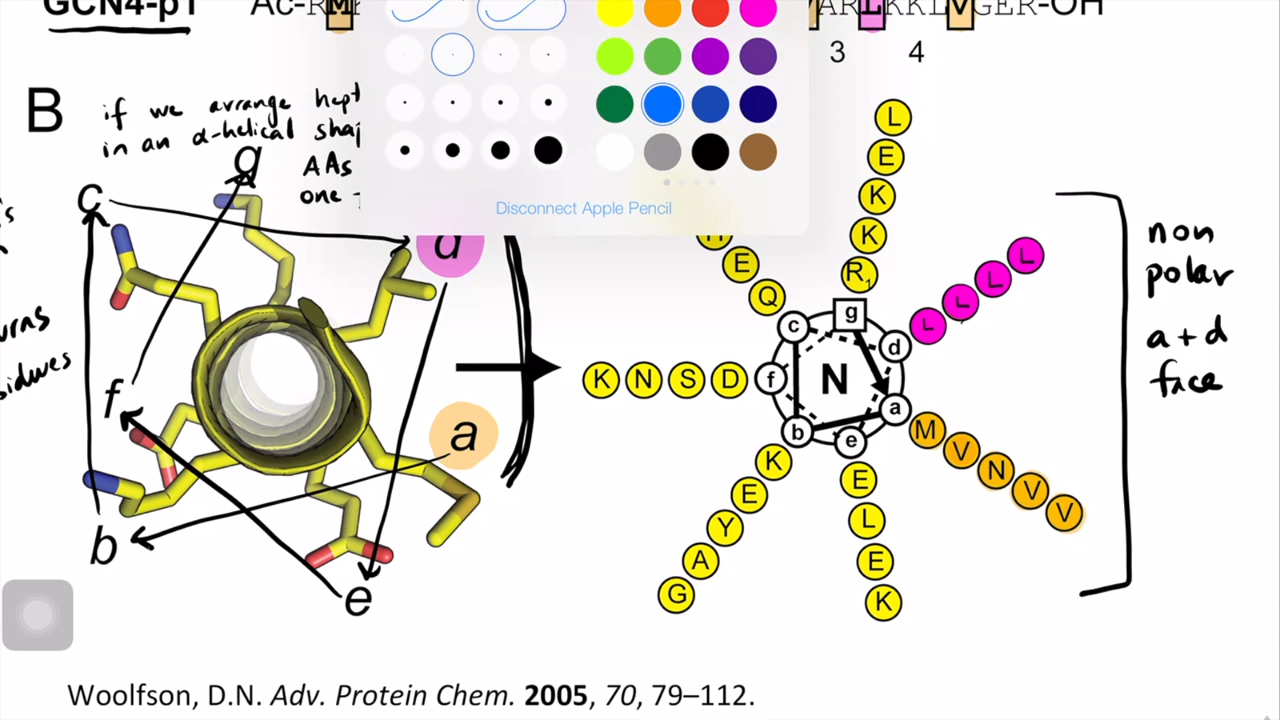 GCN4-p1 Ac-R M ARLKKLVGER-OH
3 4
B
if we arrange hept
in an α-helical shap
AAs
one
Disconnect Apple Pencil
c
g
d
f
a
b
e
L
E
K
K
R1
E
Q
L L L L
c g d
f N a
b e
K N S D
M V N V V
K
E
Y
A
G
E
L
E
K
non
polar
a + d
face
Woolfson, D.N. Adv. Protein Chem. 2005, 70, 79–112.